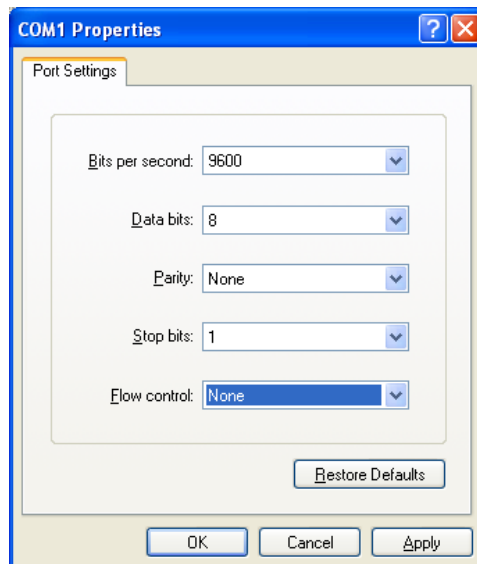 COM1 Properties
Port Settings
Bits per second: 9600
Data bits: 8
Parity: None
Stop bits: 1
Flow control: None
Restore Defaults
OK Cancel Apply